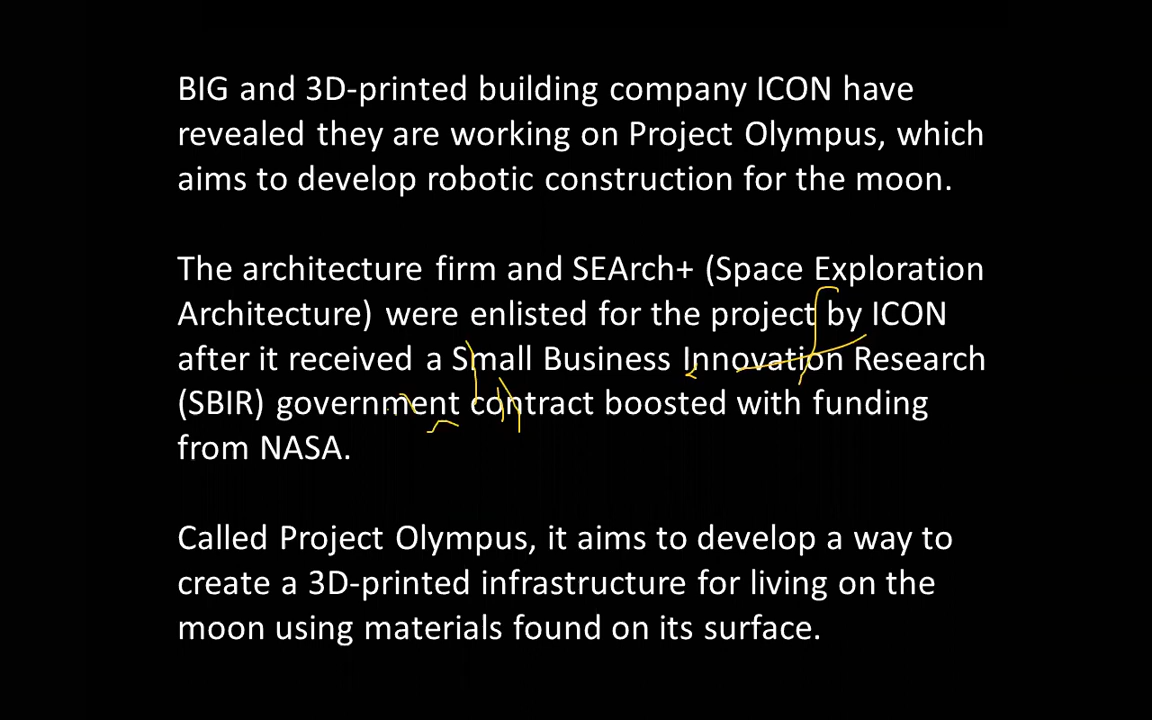 BIG and 3D-printed building company ICON have
revealed they are working on Project Olympus, which
aims to develop robotic construction for the moon.
The architecture firm and SEArch+ (Space Exploration
Architecture) were enlisted for the project by ICON
after it received a Small Business Innovation Research
(SBIR) government contract boosted with funding
from NASA.
Called Project Olympus, it aims to develop a way to
create a 3D-printed infrastructure for living on the
moon using materials found on its surface.